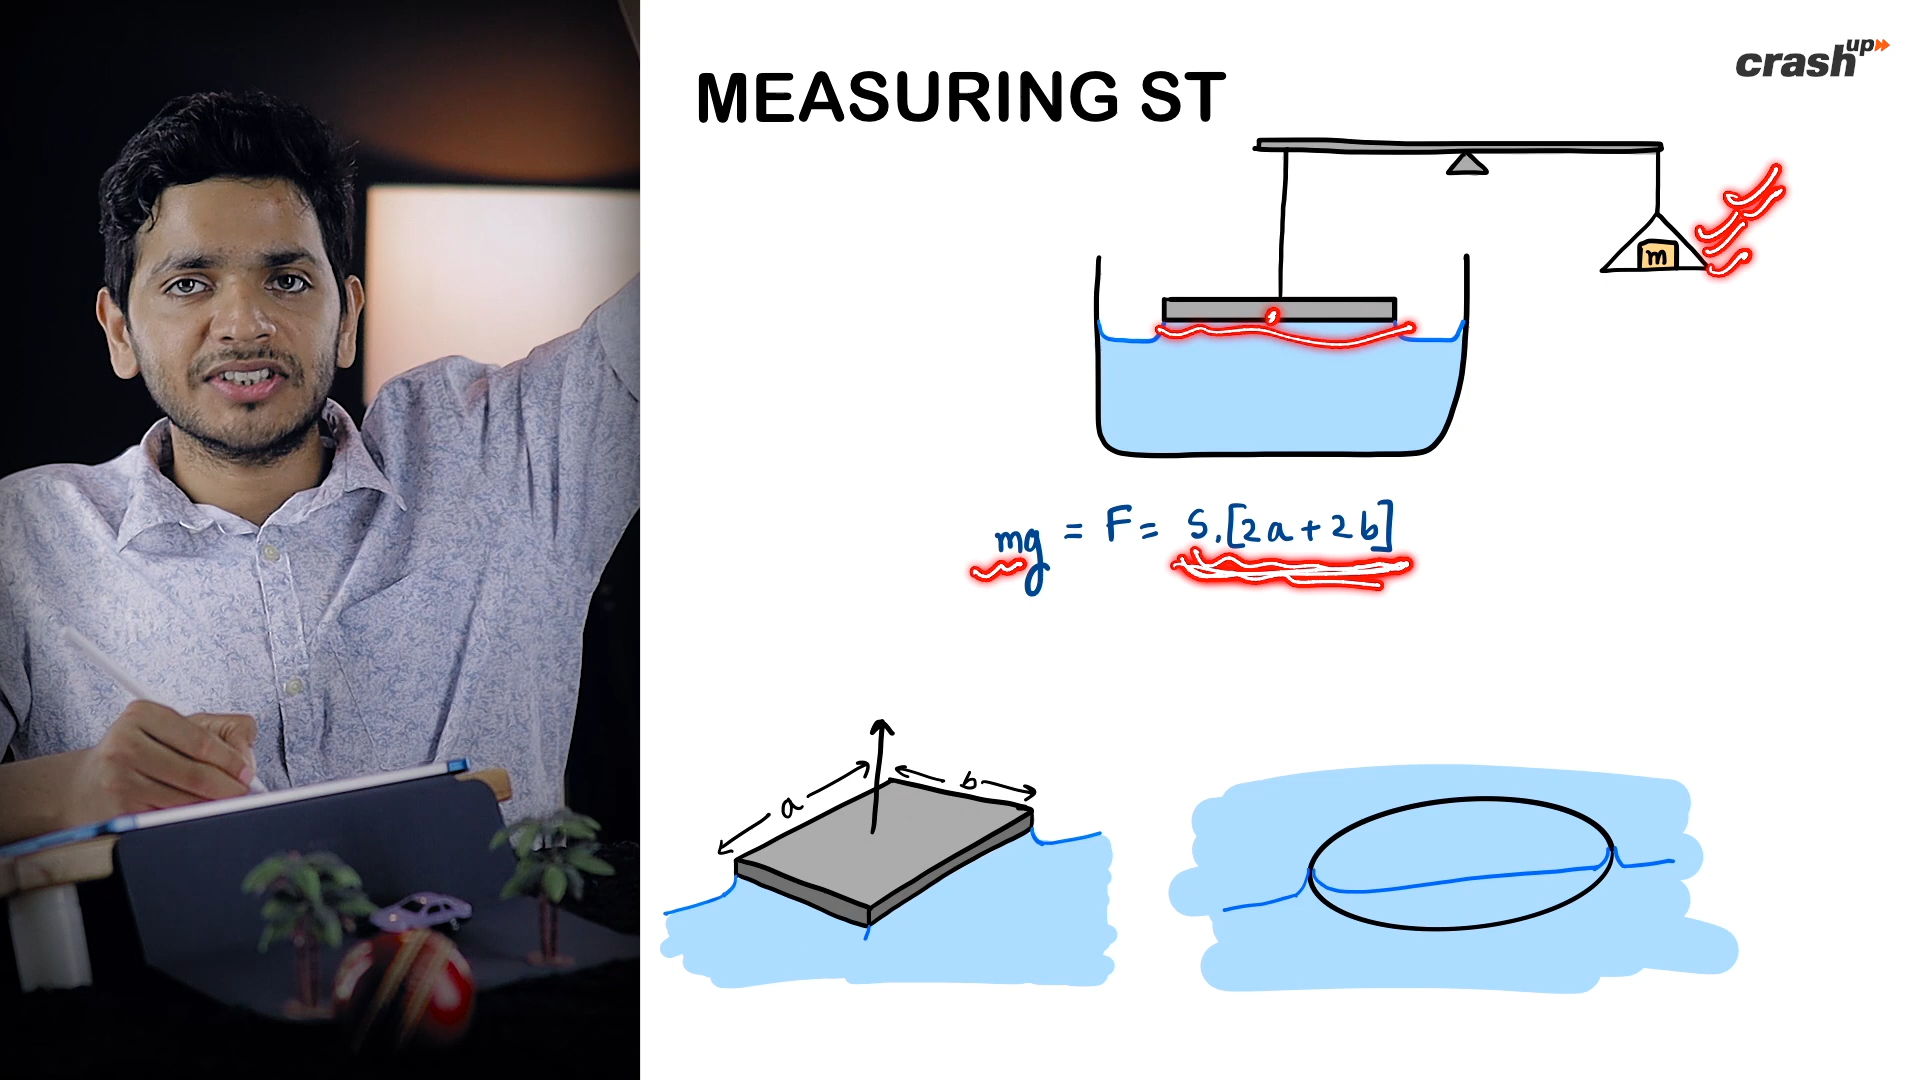 crash up
MEASURING ST
m
mg = F = S.[2a+2b]
a
b